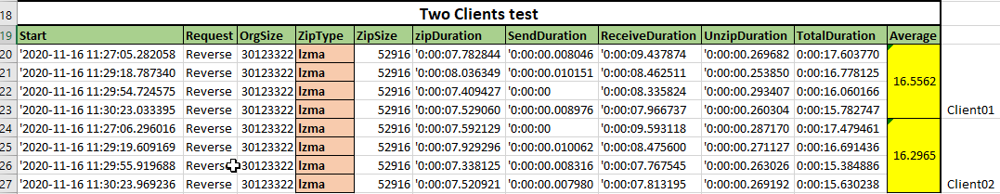 18 Two Clients test
19 Start Request OrgSize ZipType ZipSize zipDuration SendDuration ReceiveDuration UnzipDuration TotalDuration Average
20 '2020-11-16 11:27:05.282058 Reverse 30123322 lzma 52916 '0:00:07.782844 '0:00:00.008046 '0:00:09.437874 '0:00:00.269682 0:00:17.603770
21 '2020-11-16 11:29:18.787340 Reverse 30123322 lzma 52916 '0:00:08.036349 '0:00:00.010151 '0:00:08.462511 '0:00:00.253850 0:00:16.778125
16.5562
22 '2020-11-16 11:29:54.724575 Reverse 30123322 lzma 52916 '0:00:07.409427 '0:00:00 '0:00:08.335824 '0:00:00.293407 0:00:16.060166
23 '2020-11-16 11:30:23.033395 Reverse 30123322 lzma 52916 '0:00:07.529060 '0:00:00.008976 '0:00:07.966737 '0:00:00.260304 0:00:15.782747 Client01
24 '2020-11-16 11:27:06.296016 Reverse 30123322 lzma 52916 '0:00:07.592129 '0:00:00 '0:00:09.593118 '0:00:00.287170 0:00:17.479461
25 '2020-11-16 11:29:19.609169 Reverse 30123322 lzma 52916 '0:00:07.929296 '0:00:00.010062 '0:00:08.475600 '0:00:00.271127 0:00:16.691436
16.2965
26 '2020-11-16 11:29:55.919688 Reverse 30123322 lzma 52916 '0:00:07.338125 '0:00:00.008316 '0:00:07.767545 '0:00:00.263026 0:00:15.384886
27 '2020-11-16 11:30:23.969236 Reverse 30123322 lzma 52916 '0:00:07.520921 '0:00:00.007980 '0:00:07.813195 '0:00:00.269192 0:00:15.630238 Client02